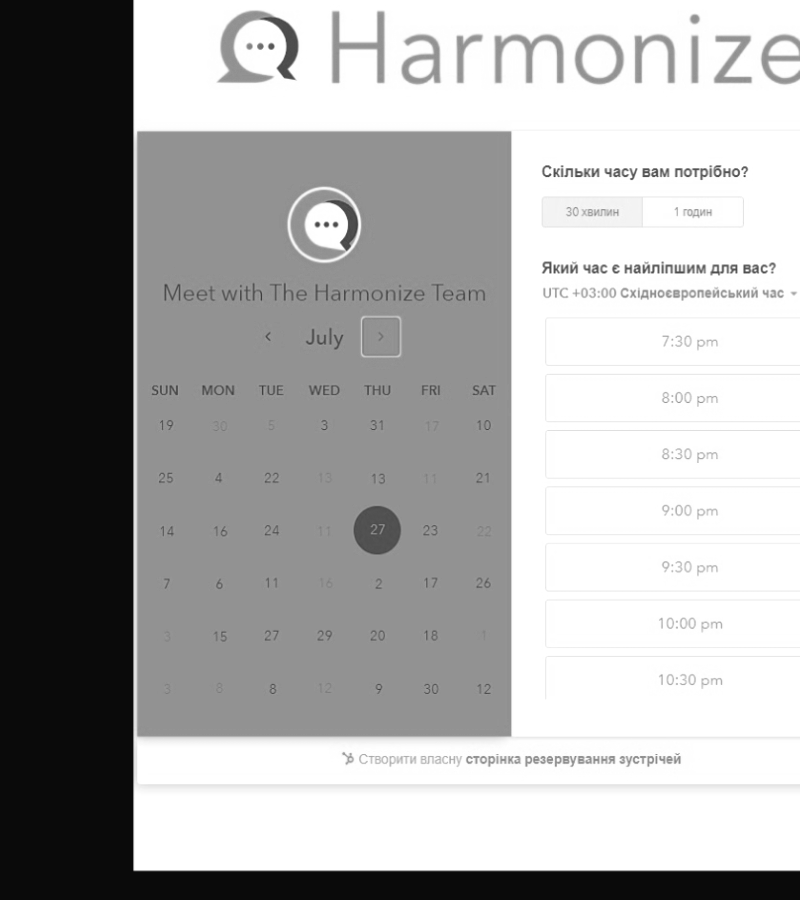 Harmonize
Meet with The Harmonize Team
July
SUN MON TUE WED THU FRI SAT
19 30 5 3 31 17 10
25 4 22 13 13 11 21
14 16 24 11 27 23 22
7 6 11 16 2 17 26
3 15 27 29 20 18 1
3 8 8 12 9 30 12
Скільки часу вам потрібно?
30 хвилин 1 годин
Який час є найліпшим для вас?
UTC +03:00 Східноєвропейський час
7:30 pm
8:00 pm
8:30 pm
9:00 pm
9:30 pm
10:00 pm
10:30 pm
Створити власну сторінка резервування зустрічей